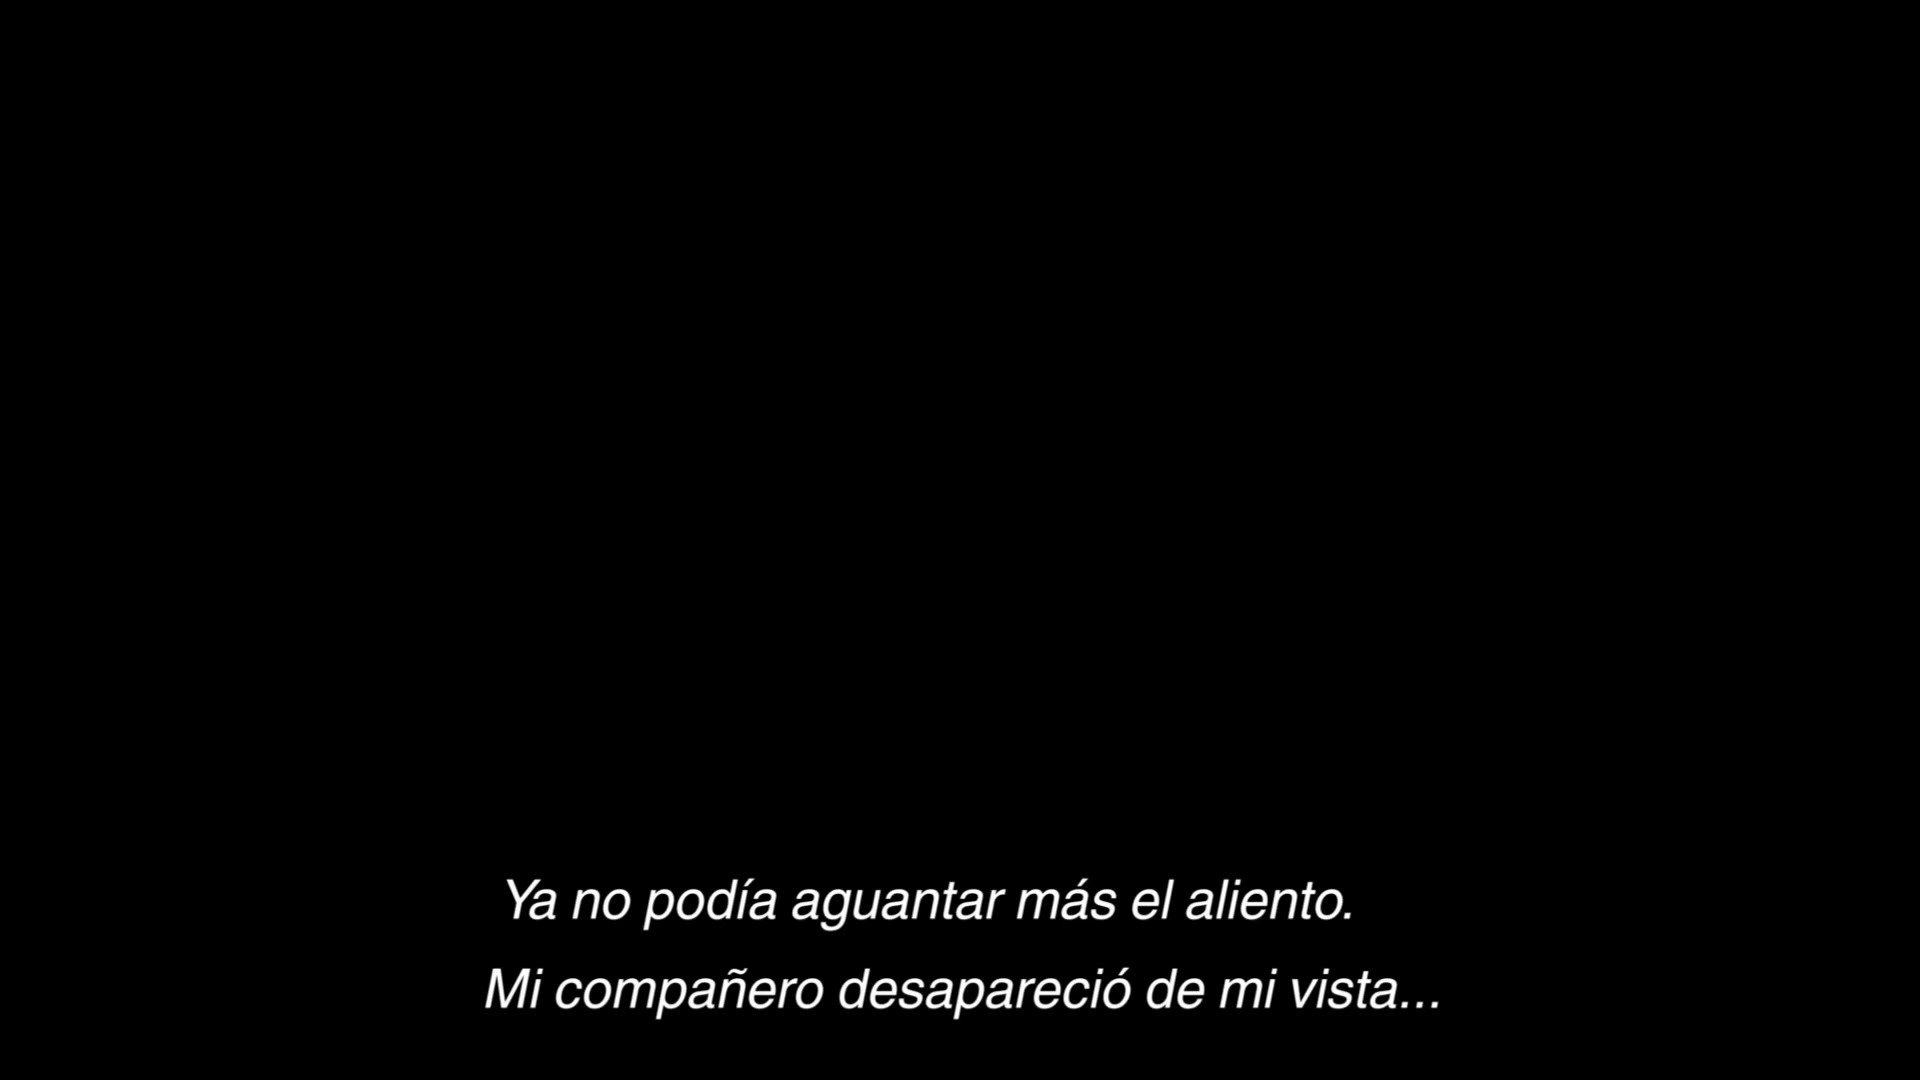 Ya no podía aguantar más el aliento.
Mi compañero desapareció de mi vista...